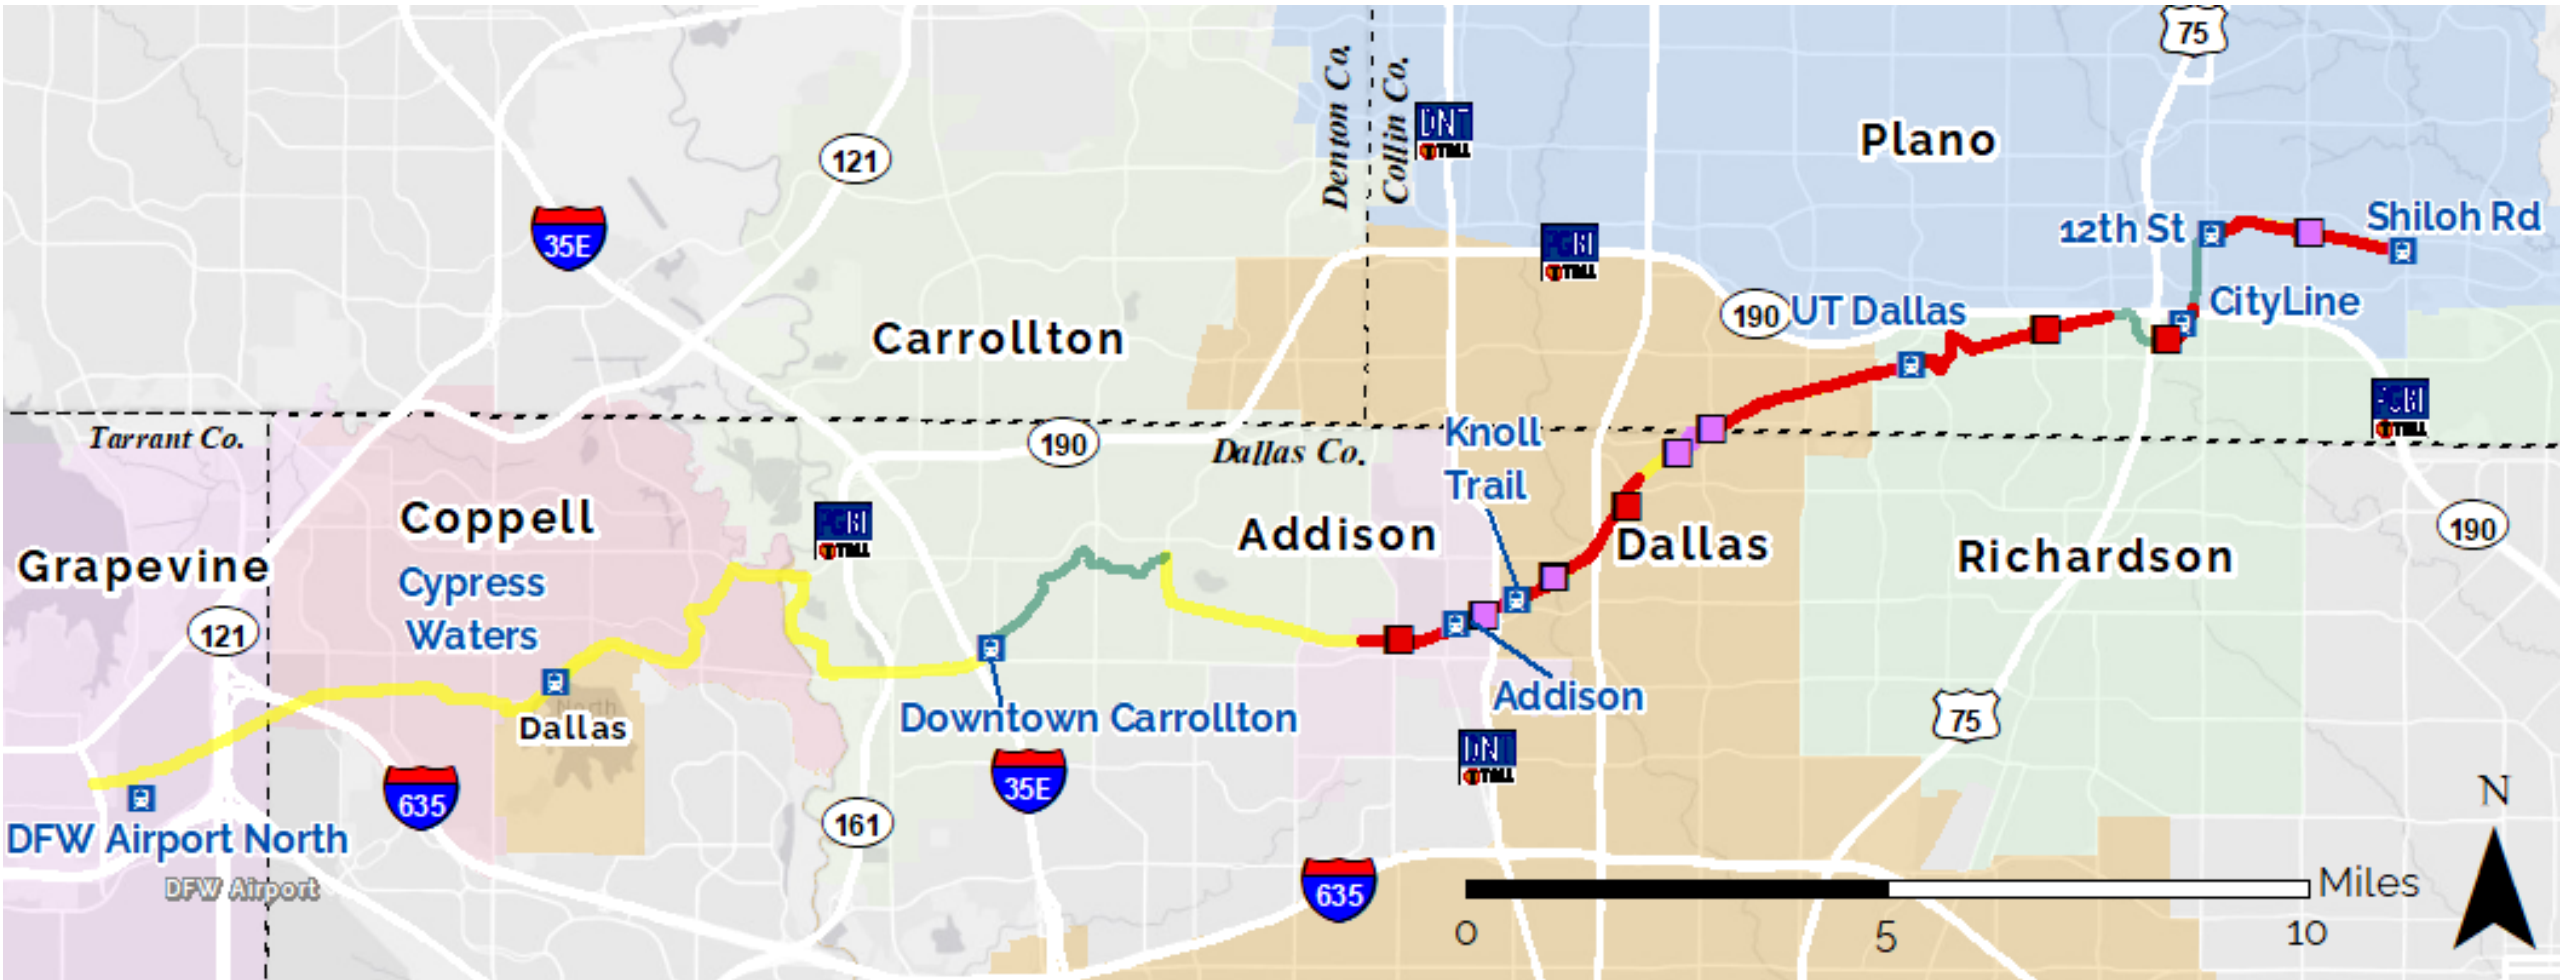 75
Denton Co.
Collin Co.
DNT
TOLL
121
Plano
35E
12th St
Shiloh Rd
TOLL
190
UT Dallas
CityLine
Carrollton
Tarrant Co.
190
Dallas Co.
Knoll
Trail
TOLL
Coppell
TOLL
Addison
Dallas
Richardson
190
Grapevine
Cypress
Waters
121
Dallas
North
Downtown Carrollton
Addison
75
DNT
TOLL
635
35E
161
DFW Airport North
DFW Airport
635
Miles
0
5
10
N